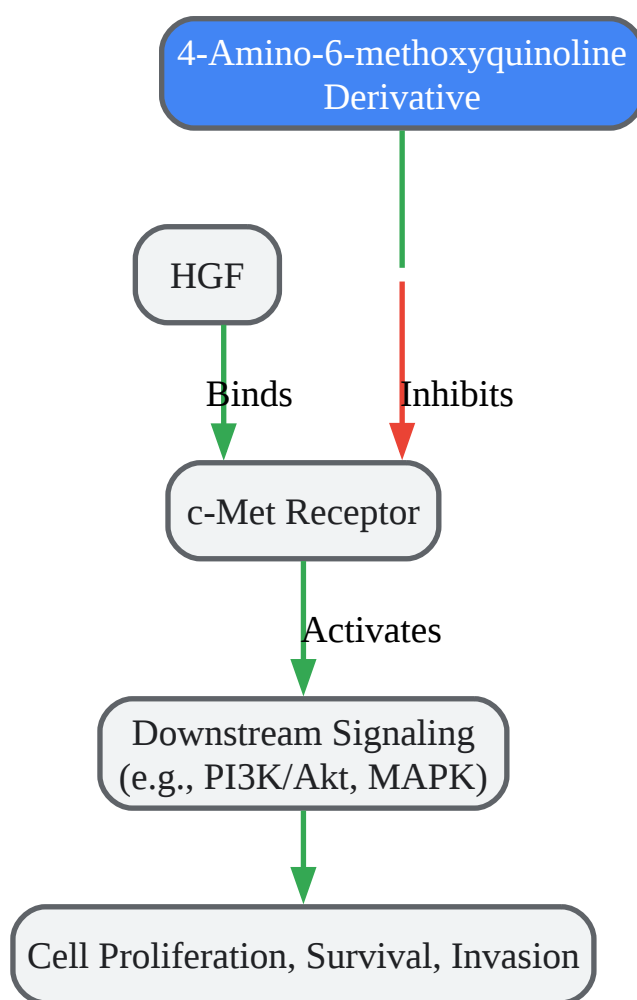 4-Amino-6-methoxyquinoline
Derivative
HGF
Binds
Inhibits
c-Met Receptor
Activates
Downstream Signaling
(e.g., PI3K/Akt, MAPK)
Cell Proliferation, Survival, Invasion